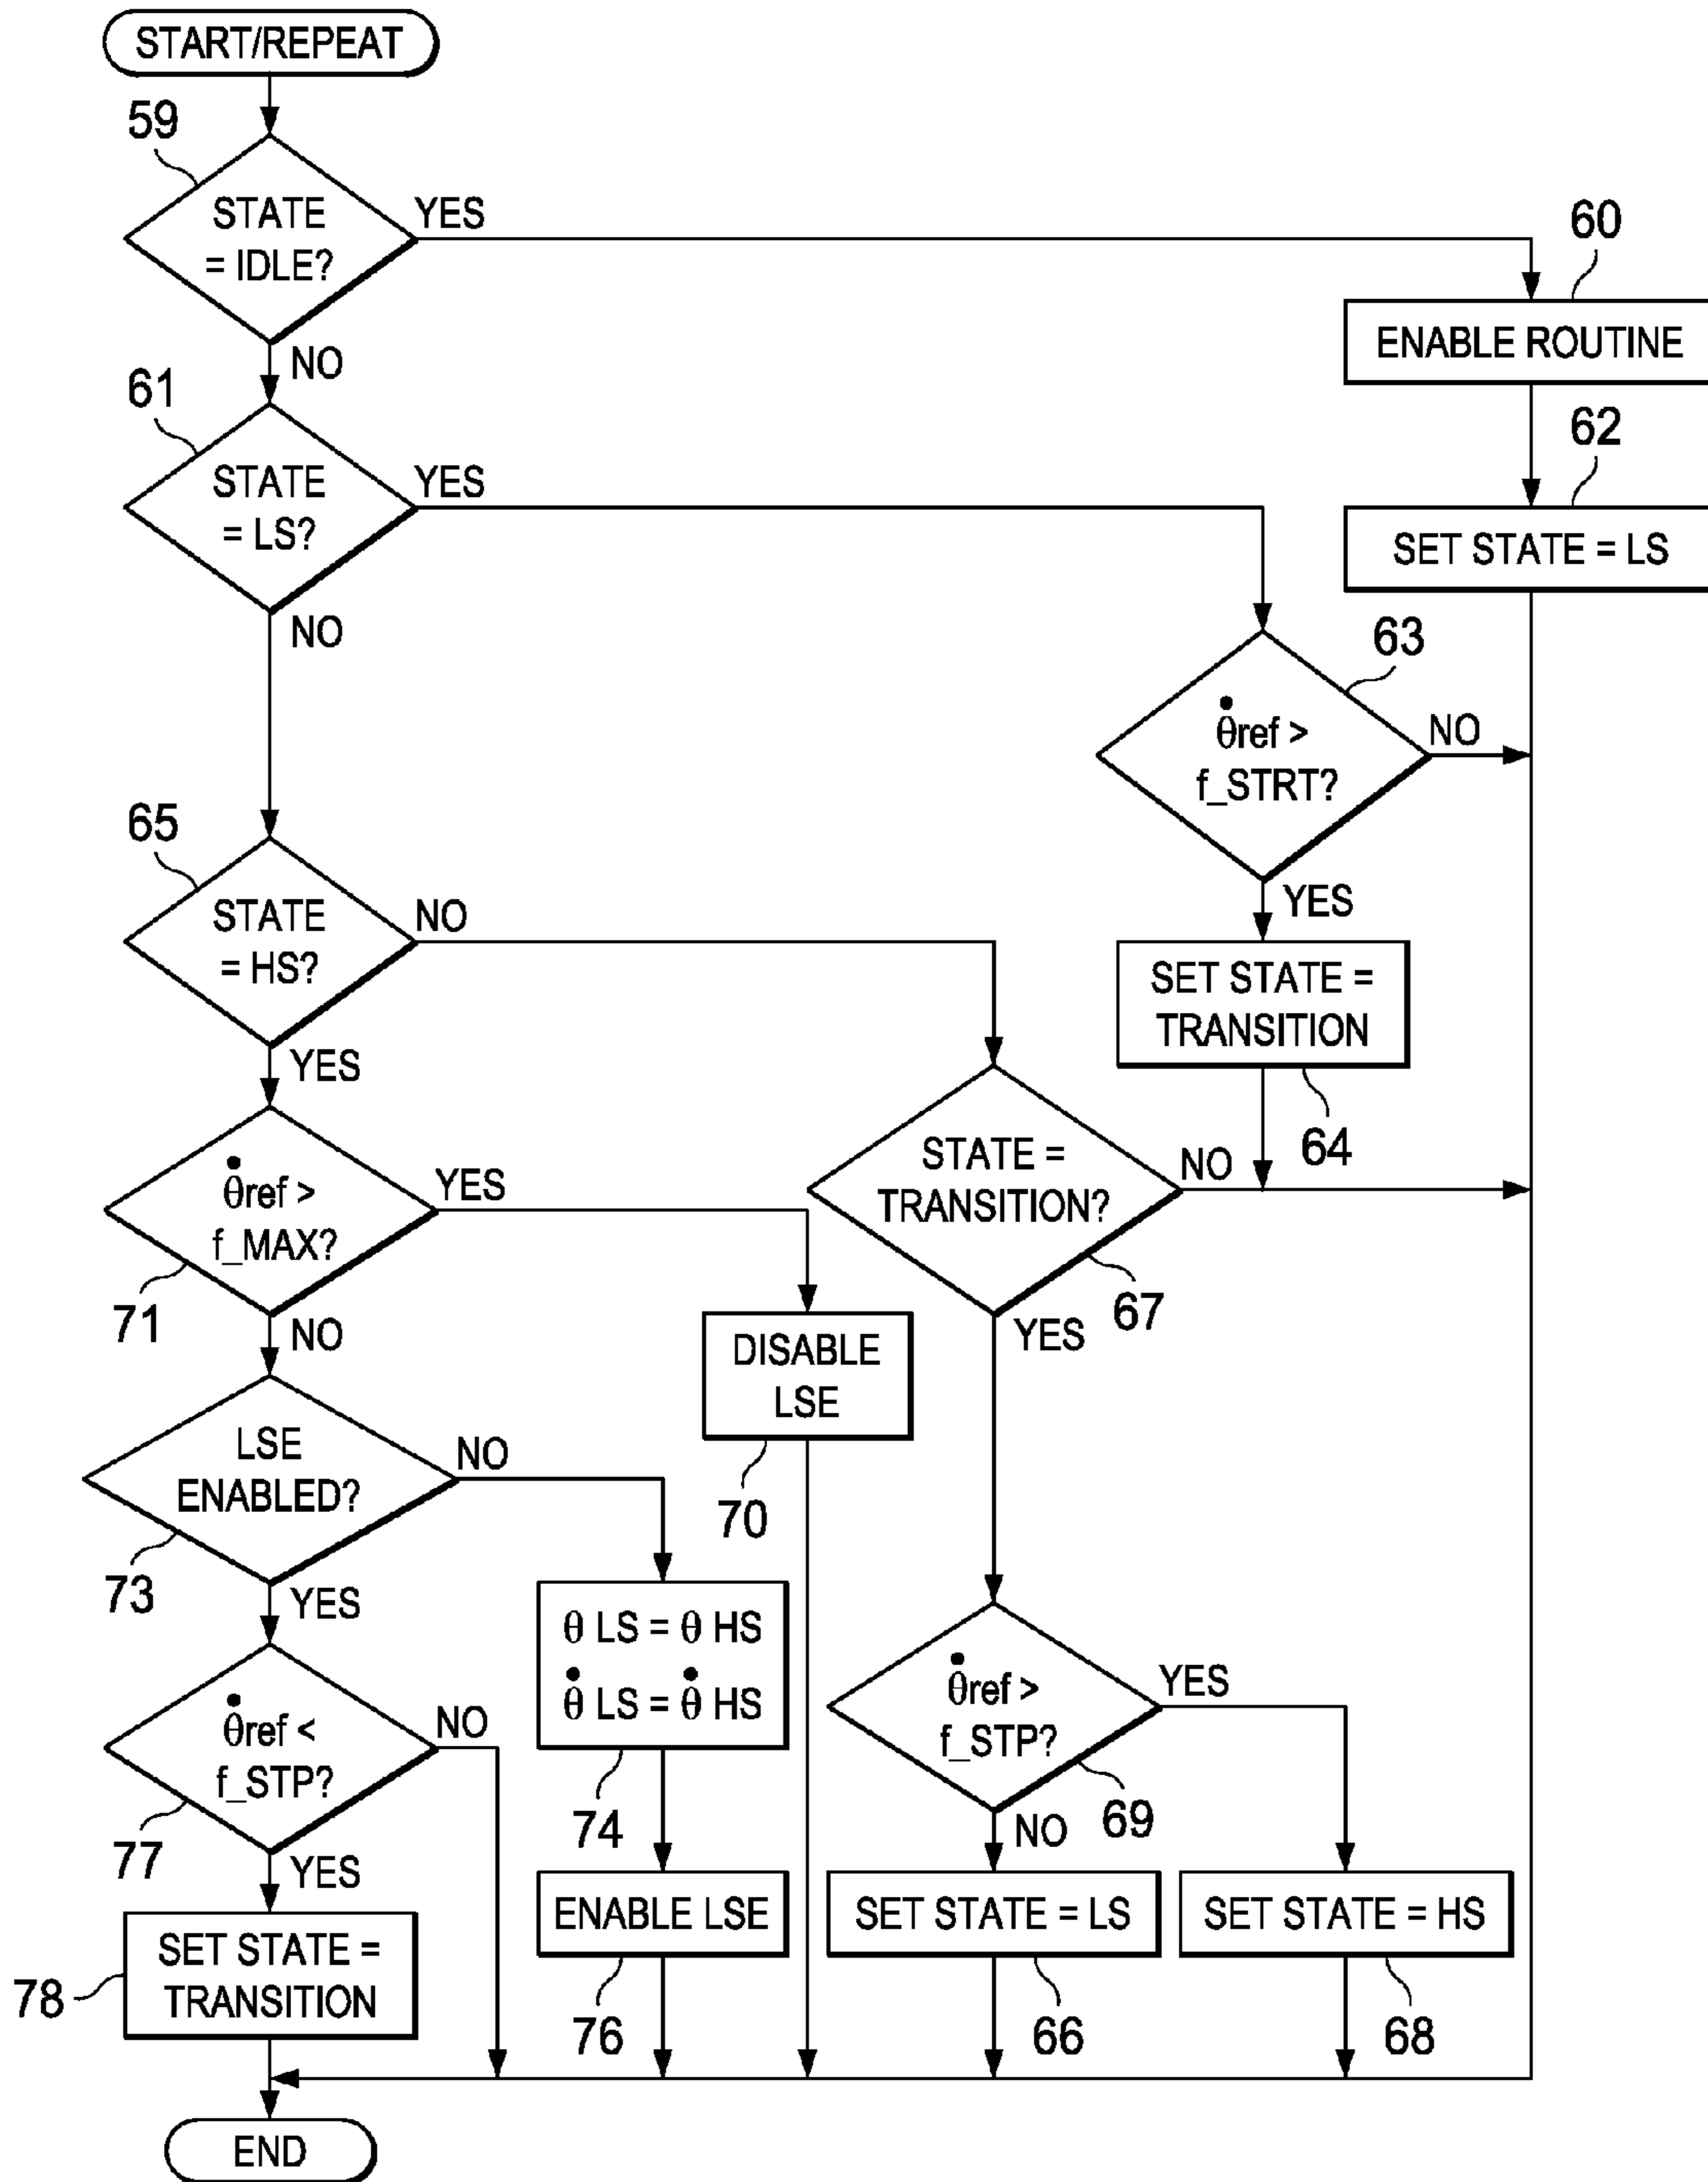 START/REPEAT
59
STATE
= IDLE?
YES
NO
60
ENABLE ROUTINE
62
SET STATE = LS
61
STATE
= LS?
YES
NO
63
θ̇ref >
f_STRT?
NO
YES
SET STATE =
TRANSITION
64
65
STATE
= HS?
NO
YES
STATE =
TRANSITION?
NO
YES
67
θ̇ref >
f_MAX?
YES
NO
71
DISABLE
LSE
70
LSE
ENABLED?
NO
YES
73
θ LS = θ HS
θ̇ LS = θ̇ HS
74
θ̇ref >
f_STP?
YES
NO
69
θ̇ref <
f_STP?
NO
YES
77
ENABLE LSE
76
SET STATE = LS
66
SET STATE = HS
68
SET STATE =
TRANSITION
78
END